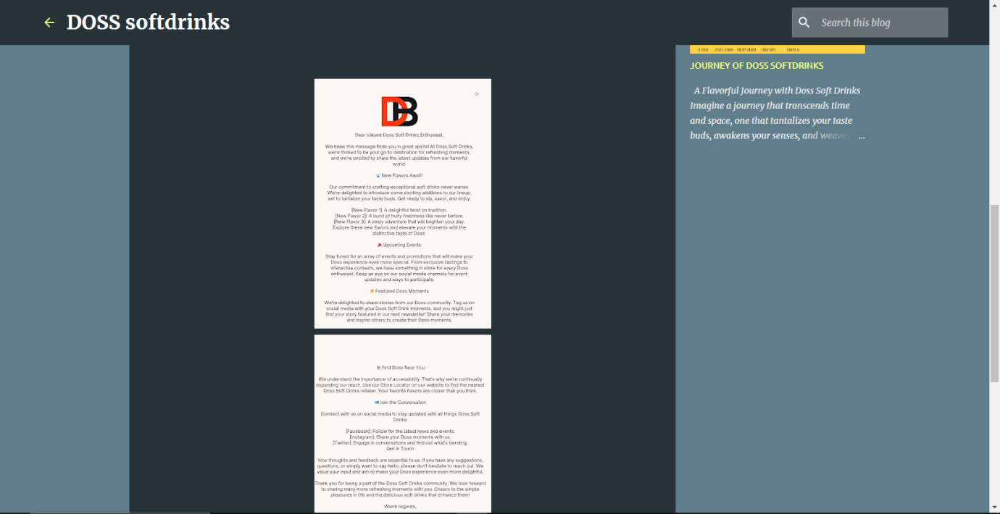 DOSS softdrinks
Search this blog
CLASSIC ZESTY LEMON FRUITY BERRY COOL MINT TROPICAL
JOURNEY OF DOSS SOFTDRINKS
A Flavorful Journey with Doss Soft Drinks
Imagine a journey that transcends time
and space, one that tantalizes your taste
buds, awakens your senses, and weaves ...
DB
Dear Valued Doss Soft Drinks Enthusiast,
We hope this message finds you in great spirits! At Doss Soft Drinks,
we're thrilled to be your go-to destination for refreshing moments,
and we're excited to share the latest updates from our flavorful
world.
🥤 New Flavors Await!
Our commitment to crafting exceptional soft drinks never wanes.
We're delighted to introduce some exciting additions to our lineup,
set to tantalize your taste buds. Get ready to sip, savor, and enjoy:
[New Flavor 1]: A delightful twist on tradition.
[New Flavor 2]: A burst of fruity freshness like never before.
[New Flavor 3]: A zesty adventure that will brighten your day.
Explore these new flavors and elevate your moments with the
distinctive taste of Doss.
🎉 Upcoming Events
Stay tuned for an array of events and promotions that will make your
Doss experience even more special. From exclusive tastings to
interactive contests, we have something in store for every Doss
enthusiast. Keep an eye on our social media channels for event
updates and ways to participate.
🌟 Featured Doss Moments
We're delighted to share stories from our Doss community. Tag us on
social media with your Doss Soft Drink moments, and you might just
find your story featured in our next newsletter! Share your memories
and inspire others to create their Doss moments.
🛒 Find Doss Near You
We understand the importance of accessibility. That's why we're continually
expanding our reach. Use our Store Locator on our website to find the nearest
Doss Soft Drinks retailer. Your favorite flavors are closer than you think.
📣 Join the Conversation
Connect with us on social media to stay updated with all things Doss Soft
Drinks:
[Facebook]: Follow for the latest news and events.
[Instagram]: Share your Doss moments with us.
[Twitter]: Engage in conversations and find out what's trending.
Get in Touch
Your thoughts and feedback are essential to us. If you have any suggestions,
questions, or simply want to say hello, please don't hesitate to reach out. We
value your input and aim to make your Doss experience even more delightful.
Thank you for being a part of the Doss Soft Drinks community. We look forward
to sharing many more refreshing moments with you. Cheers to the simple
pleasures in life and the delicious soft drinks that enhance them!
Warm regards,